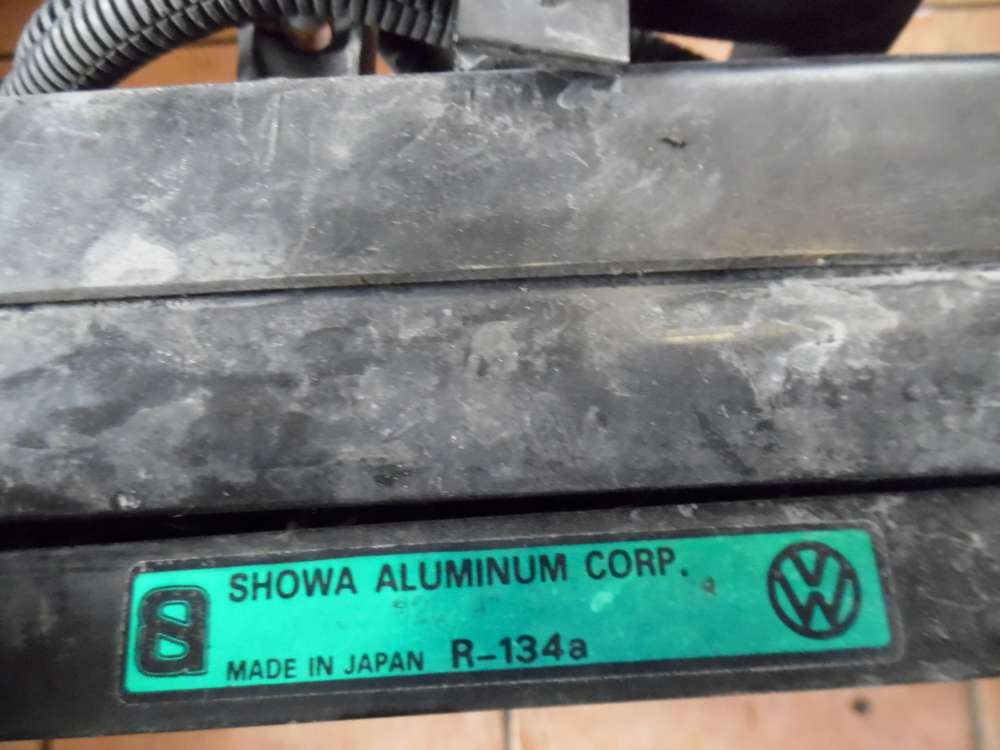 SHOWA ALUMINUM CORP.
MADE IN JAPAN R-134a